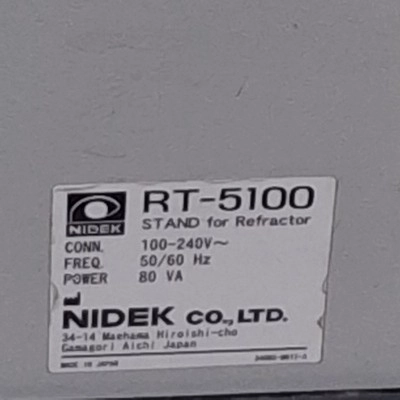 RT-5100
NIDEK
STAND for Refractor
CONN. 100-240V~
FREQ. 50/60 Hz
POWER 80 VA
NIDEK CO., LTD.
34-14 Maehama Hiroishi-cho
Gamagori Aichi Japan
MADE IN JAPAN